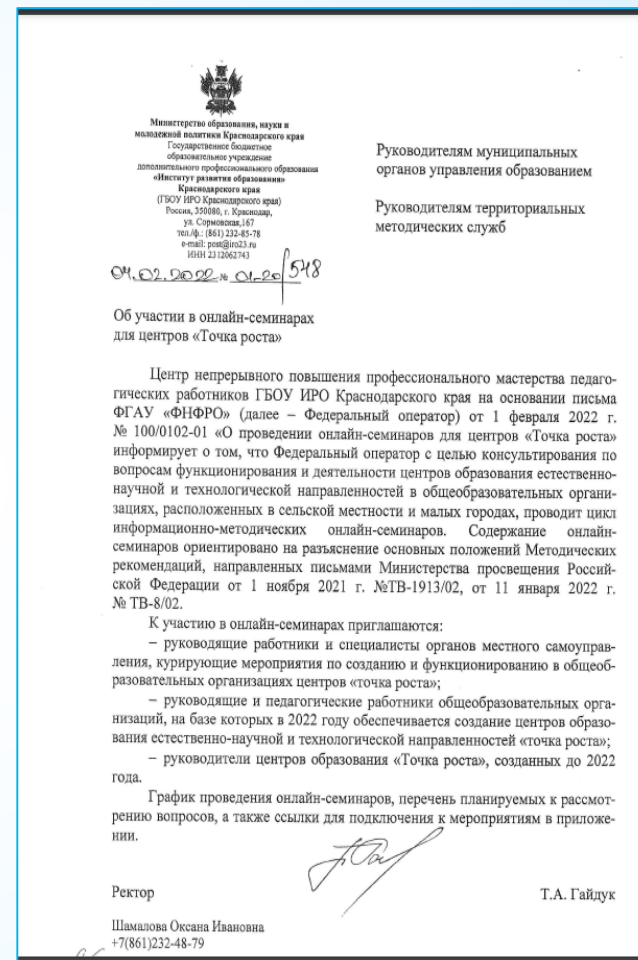 Министерство образования, науки и
молодежной политики Краснодарского края
Государственное бюджетное
образовательное учреждение
дополнительного профессионального образования
«Институт развития образования»
Краснодарского края
(ГБОУ ИРО Краснодарского края)
Россия, 350080, г. Краснодар,
ул. Сормовская,167
тел./ф.: (861) 232-85-78
e-mail: post@iro23.ru
ИНН 2312062743
04.02.2022 № 01-20/548
Руководителям муниципальных
органов управления образованием
Руководителям территориальных
методических служб
Об участии в онлайн-семинарах
для центров «Точка роста»
Центр непрерывного повышения профессионального мастерства педаго-
гических работников ГБОУ ИРО Краснодарского края на основании письма
ФГАУ «ФНФРО» (далее – Федеральный оператор) от 1 февраля 2022 г.
№ 100/0102-01 «О проведении онлайн-семинаров для центров «Точка роста»
информирует о том, что Федеральный оператор с целью консультирования по
вопросам функционирования и деятельности центров образования естественно-
научной и технологической направленностей в общеобразовательных органи-
зациях, расположенных в сельской местности и малых городах, проводит цикл
информационно-методических онлайн-семинаров. Содержание онлайн-
семинаров ориентировано на разъяснение основных положений Методических
рекомендаций, направленных письмами Министерства просвещения Россий-
ской Федерации от 1 ноября 2021 г. №ТВ-1913/02, от 11 января 2022 г.
№ ТВ-8/02.
К участию в онлайн-семинарах приглашаются:
– руководящие работники и специалисты органов местного самоуправ-
ления, курирующие мероприятия по созданию и функционированию в общеоб-
разовательных организациях центров «точка роста»;
– руководящие и педагогические работники общеобразовательных орга-
низаций, на базе которых в 2022 году обеспечивается создание центров образо-
вания естественно-научной и технологической направленностей «точка роста»;
– руководители центров образования «Точка роста», созданных до 2022
года.
График проведения онлайн-семинаров, перечень планируемых к рассмот-
рению вопросов, а также ссылки для подключения к мероприятиям в приложе-
нии.
Ректор
Т.А. Гайдук
Шамалова Оксана Ивановна
+7(861)232-48-79